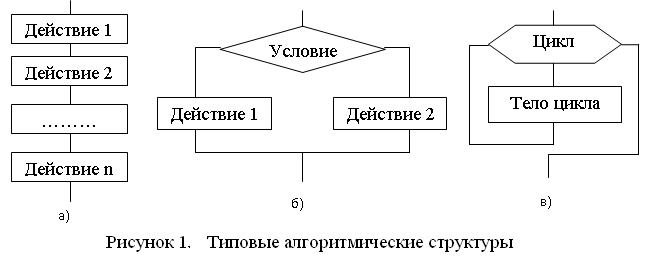 Действие 1
Действие 2
………
Действие n
а)
Условие
Действие 1
Действие 2
б)
Цикл
Тело цикла
в)
Рисунок 1. Типовые алгоритмические структуры